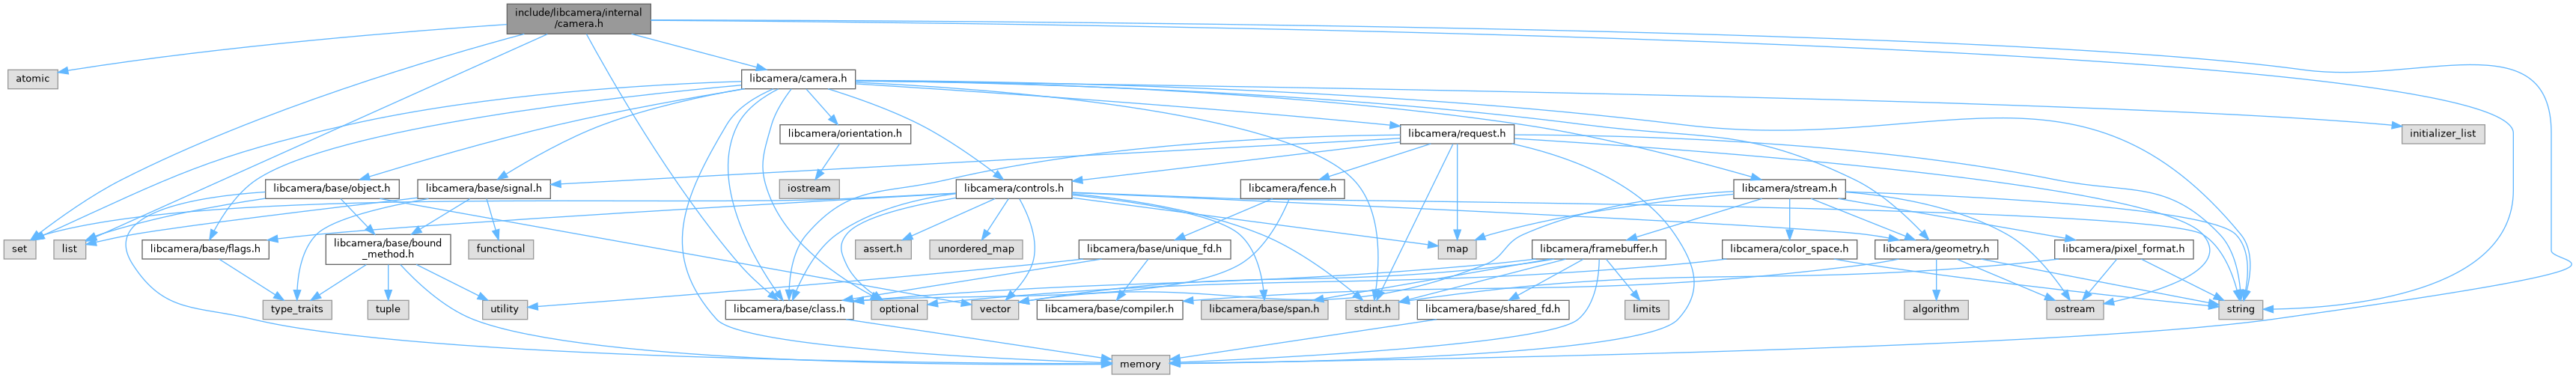 include/libcamera/internal
/camera.h
atomic
libcamera/camera.h
libcamera/orientation.h
libcamera/request.h
initializer_list
libcamera/base/object.h
libcamera/base/signal.h
iostream
libcamera/controls.h
libcamera/fence.h
libcamera/stream.h
set
list
libcamera/base/flags.h
libcamera/base/bound
_method.h
functional
assert.h
unordered_map
libcamera/base/unique_fd.h
map
libcamera/framebuffer.h
libcamera/color_space.h
libcamera/geometry.h
libcamera/pixel_format.h
type_traits
tuple
utility
libcamera/base/class.h
optional
vector
libcamera/base/compiler.h
libcamera/base/span.h
stdint.h
libcamera/base/shared_fd.h
limits
algorithm
ostream
string
memory